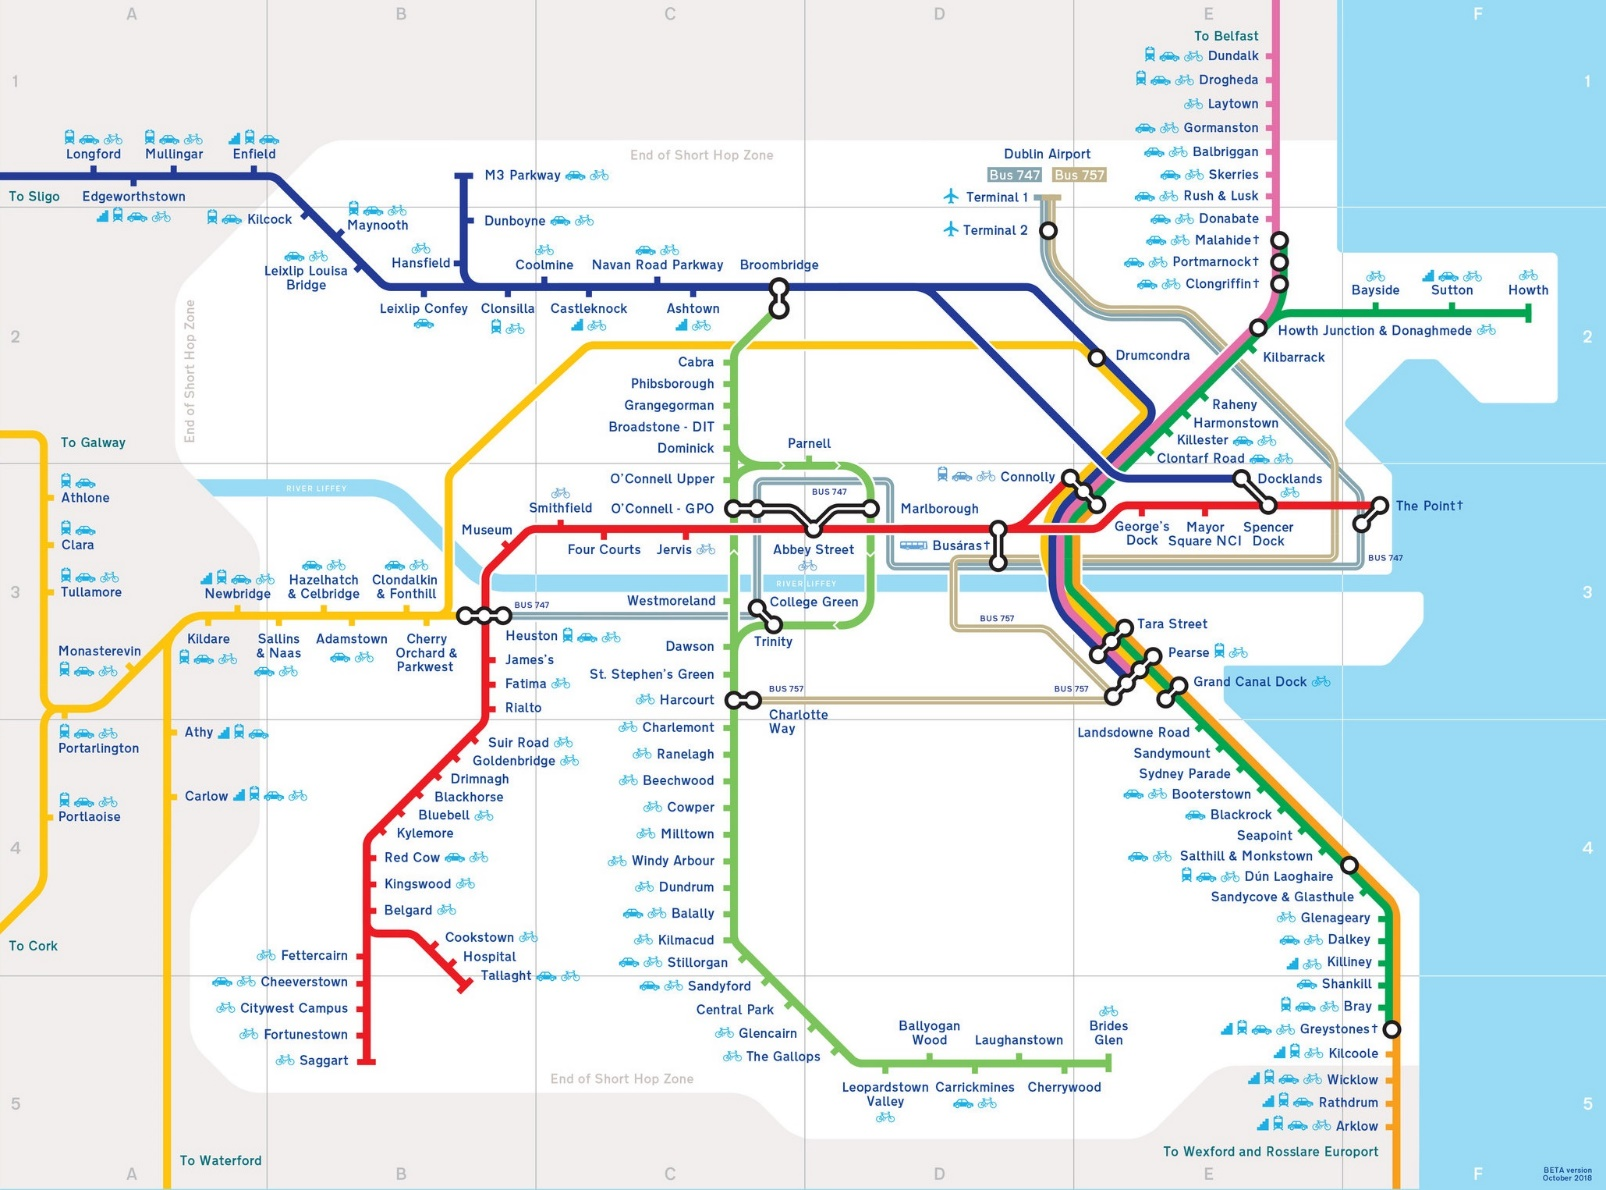 A
B
C
D
E
F
1
2
3
4
5
To Belfast
Dundalk
Drogheda
Laytown
Gormanston
Balbriggan
Skerries
Rush & Lusk
Donabate
Malahide†
Portmarnock†
Clongriffin†
Bayside
Sutton
Howth
Howth Junction & Donaghmede
Kilbarrack
Raheny
Harmonstown
Killester
Clontarf Road
End of Short Hop Zone
Dublin Airport
Bus 747
Bus 757
Terminal 1
Terminal 2
Longford
Mullingar
Enfield
To Sligo
Edgeworthstown
Kilcock
Maynooth
Leixlip Louisa
Bridge
M3 Parkway
Dunboyne
Hansfield
Coolmine
Navan Road Parkway
Broombridge
Leixlip Confey
Clonsilla
Castleknock
Ashtown
End of Short Hop Zone
Drumcondra
Cabra
Phibsborough
Grangegorman
Broadstone - DIT
Dominick
Parnell
O'Connell Upper
O'Connell - GPO
BUS 747
Marlborough
Connolly
Docklands
The Point†
George's
Dock
Mayor
Square NCI
Spencer
Dock
BUS 747
Busáras†
Abbey Street
RIVER LIFFEY
Smithfield
Museum
Four Courts
Jervis
To Galway
Athlone
Clara
Tullamore
RIVER LIFFEY
Newbridge
Hazelhatch
& Celbridge
Clondalkin
& Fonthill
BUS 747
Westmoreland
College Green
Trinity
BUS 757
Tara Street
Pearse
Grand Canal Dock
Monasterevin
Kildare
Sallins
& Naas
Adamstown
Cherry
Orchard &
Parkwest
Heuston
James's
Fatima
Rialto
Dawson
St. Stephen's Green
Harcourt
BUS 757
BUS 757
Charlotte
Way
Portarlington
Athy
Carlow
Portlaoise
To Cork
Suir Road
Goldenbridge
Drimnagh
Blackhorse
Bluebell
Kylemore
Red Cow
Kingswood
Belgard
Cookstown
Hospital
Tallaght
Fettercairn
Cheeverstown
Citywest Campus
Fortunestown
Saggart
Charlemont
Ranelagh
Beechwood
Cowper
Milltown
Windy Arbour
Dundrum
Balally
Kilmacud
Stillorgan
Sandyford
Central Park
Glencairn
The Gallops
Leopardstown
Valley
Ballyogan
Wood
Carrickmines
Laughanstown
Cherrywood
Brides
Glen
Landsdowne Road
Sandymount
Sydney Parade
Booterstown
Blackrock
Seapoint
Salthill & Monkstown
Dún Laoghaire
Sandycove & Glasthule
Glenageary
Dalkey
Killiney
Shankill
Bray
Greystones†
Kilcoole
Wicklow
Rathdrum
Arklow
To Wexford and Rosslare Europort
End of Short Hop Zone
To Waterford
A
B
C
D
E
F
1
2
3
4
5
BETA version
October 2018